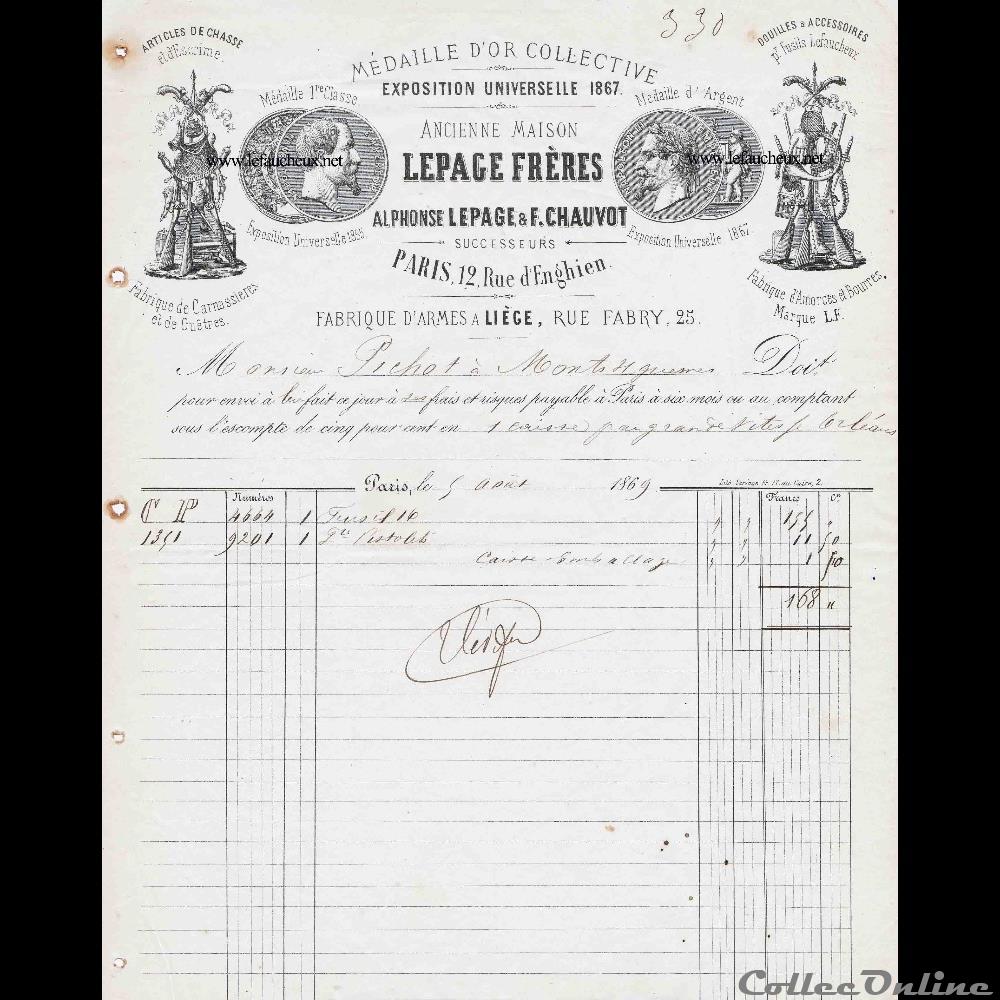 330
ARTICLES DE CHASSE
et d'Escrime.
DOUILLES & ACCESSOIRES
pr. fusils Lefaucheux
MÉDAILLE D'OR COLLECTIVE
EXPOSITION UNIVERSELLE 1867.
Médaille 1re Classe
Médaille d'Argent
ANCIENNE MAISON
LEPAGE FRÈRES
www.lefaucheux.net
www.lefaucheux.net
ALPHONSE LEPAGE & F. CHAUVOT
SUCCESSEURS
Exposition Universelle 1855
Exposition Universelle 1867.
PARIS, 12, Rue d'Enghien.
Fabrique de Carnassières
et de Guêtres.
Fabrique d'Amorces et Bourres.
Marque L.F.
FABRIQUE D'ARMES A LIÈGE, RUE FABRY, 25.
Monsieur Pichot à Doit
pour envoi à fait ce jour à frais et risques payable à Paris à six mois ou au comptant
sous l'escompte de cinq pour cent en 1 caisse par grande vitesse Orléans
Paris, le 5 Août 1869
Numéros Francs Cs
C P 4664 1 Fusil 16 155 "
1351 9201 1 Pistolets 11 50
Caisse Emballage 1 50
168 "
CollecOnline